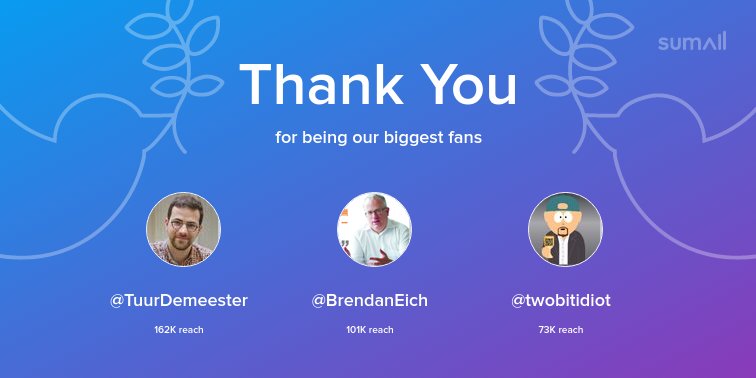 sumall
Thank You
for being our biggest fans
@TuurDemeester
@BrendanEich
@twobitidiot
162K reach
101K reach
73K reach